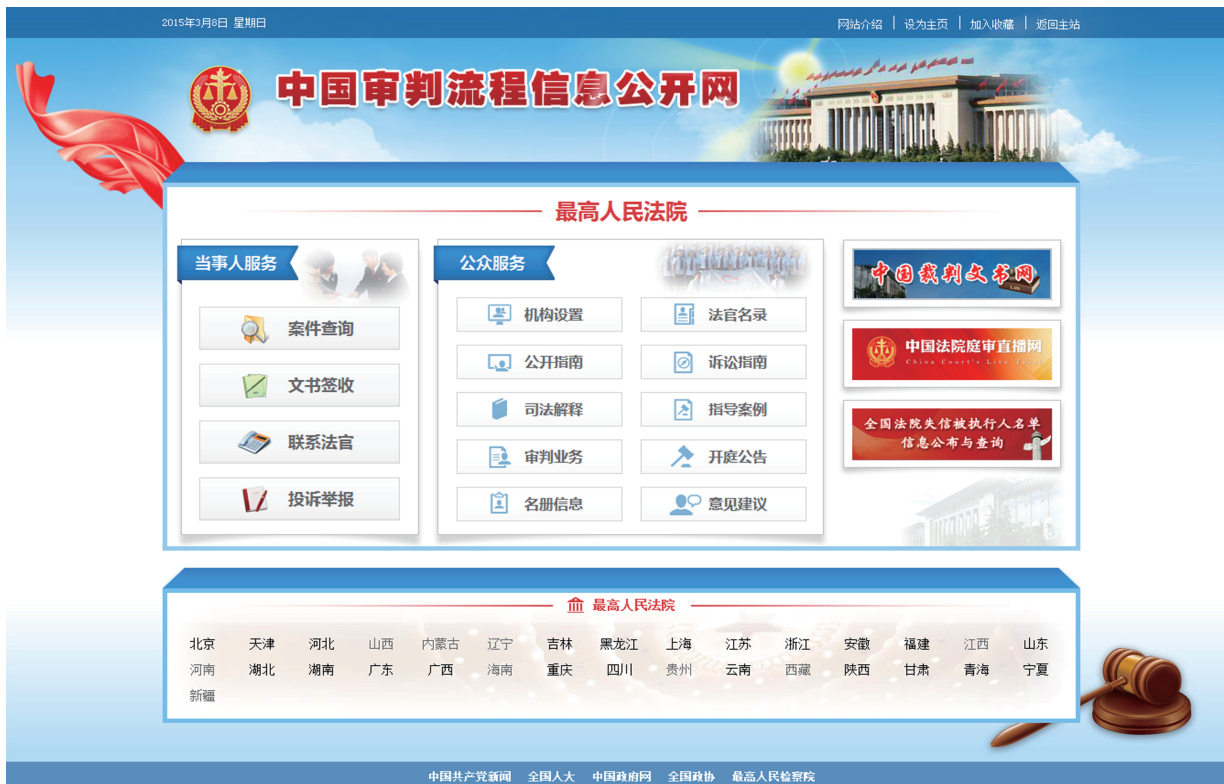 2015年3月8日 星期日
网站介绍 | 设为主页 | 加入收藏 | 返回主站
中国审判流程信息公开网
最高人民法院
当事人服务
案件查询
文书签收
联系法官
投诉举报
公众服务
机构设置 法官名录
公开指南 诉讼指南
司法解释 指导案例
审判业务 开庭公告
名册信息 意见建议
中国裁判文书网
中国法院庭审直播网
China Court's Live
全国法院失信被执行人名单
信息公布与查询
最高人民法院
北京 天津 河北 山西 内蒙古 辽宁 吉林 黑龙江 上海 江苏 浙江 安徽 福建 江西 山东
河南 湖北 湖南 广东 广西 海南 重庆 四川 贵州 云南 西藏 陕西 甘肃 青海 宁夏
新疆
中国共产党新闻 全国人大 中国政府网 全国政协 最高人民检察院